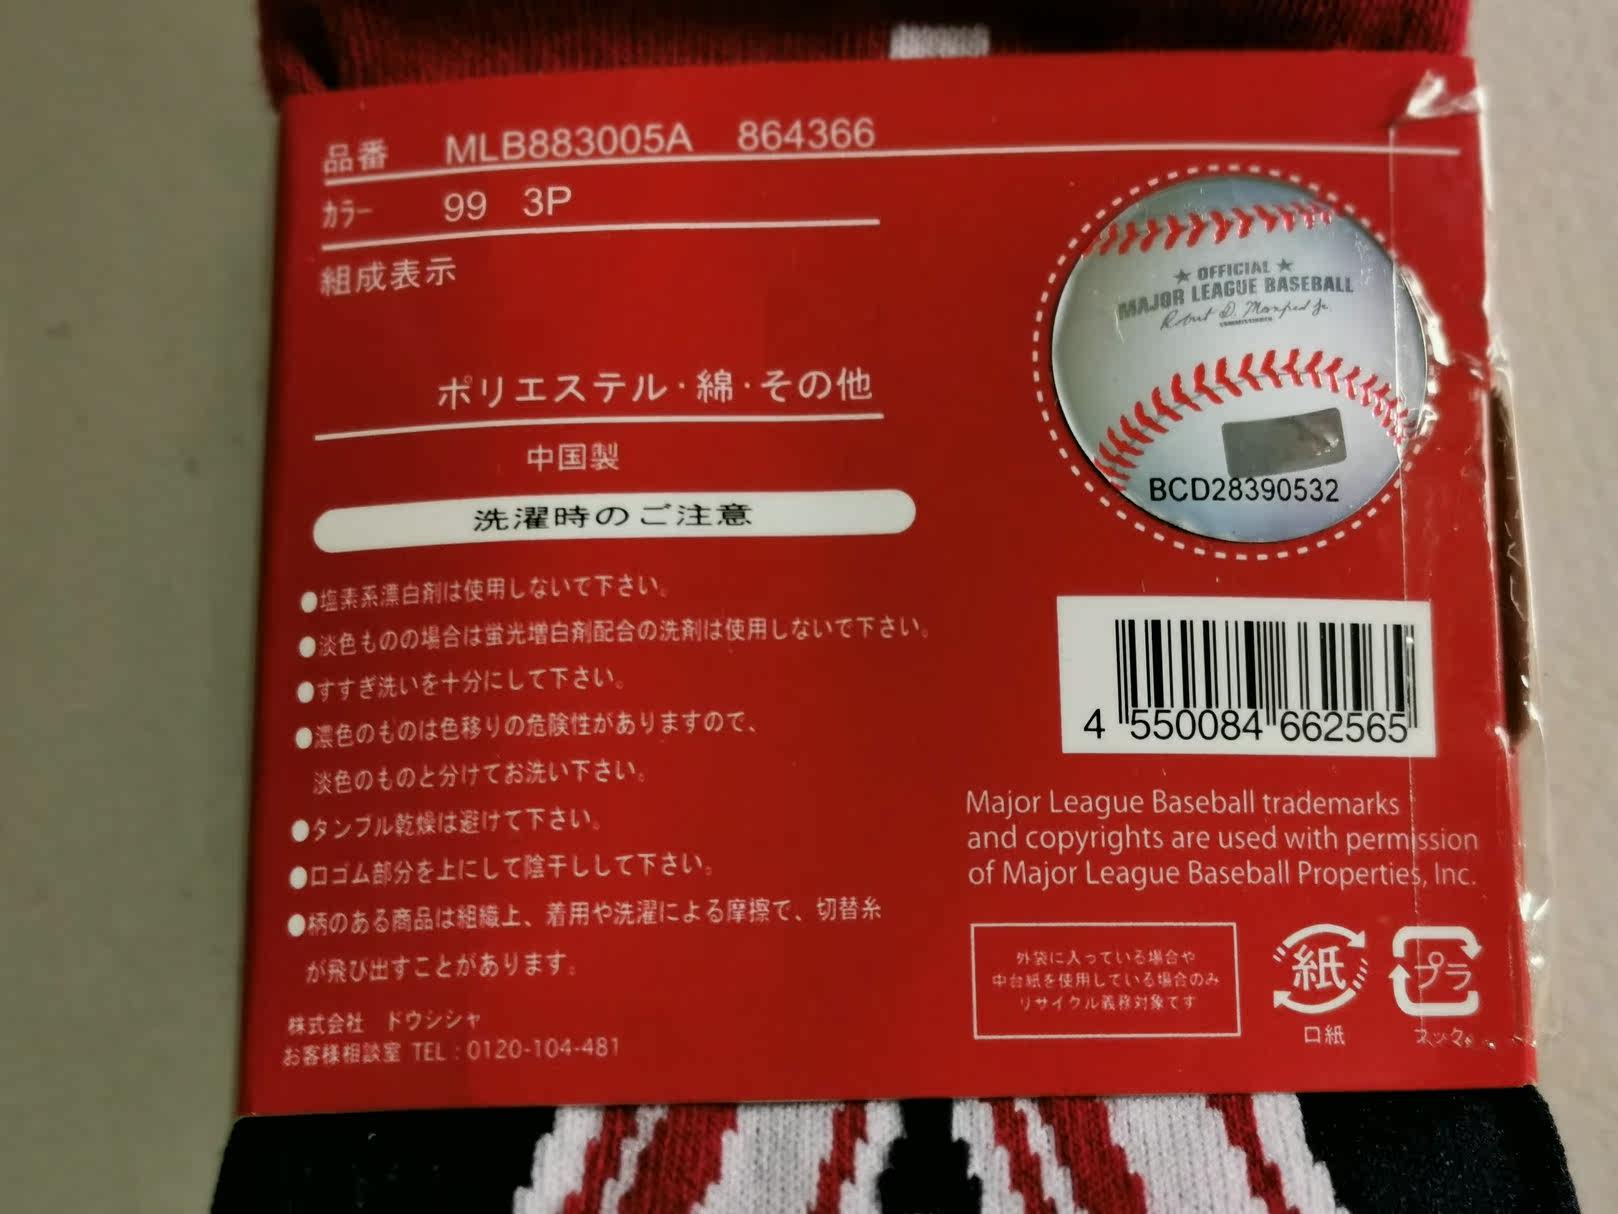 品番 MLB883005A 864366
カラー 99 3P
組成表示
ポリエステル・綿・その他
中国製
洗濯時のご注意
●塩素系漂白剤は使用しないで下さい。
●淡色ものの場合は蛍光増白剤配合の洗剤は使用しないで下さい。
●すすぎ洗いを十分にして下さい。
●濃色のものは色移りの危険性がありますので、
淡色のものと分けてお洗い下さい。
●タンブル乾燥は避けて下さい。
●口ゴム部分を上にして陰干しして下さい。
●柄のある商品は組織上、着用や洗濯による摩擦で、切替糸
が飛び出すことがあります。
株式会社 ドウシシャ
お客様相談室 TEL：0120-104-481
★ OFFICIAL ★
MAJOR LEAGUE BASEBALL
Robert D. Manfred Jr.
COMMISSIONER
BCD28390532
4 550084 662565
Major League Baseball trademarks
and copyrights are used with permission
of Major League Baseball Properties, Inc.
外袋に入っている場合や
中台紙を使用している場合のみ
リサイクル義務対象です
紙
口紙
プラ
フック